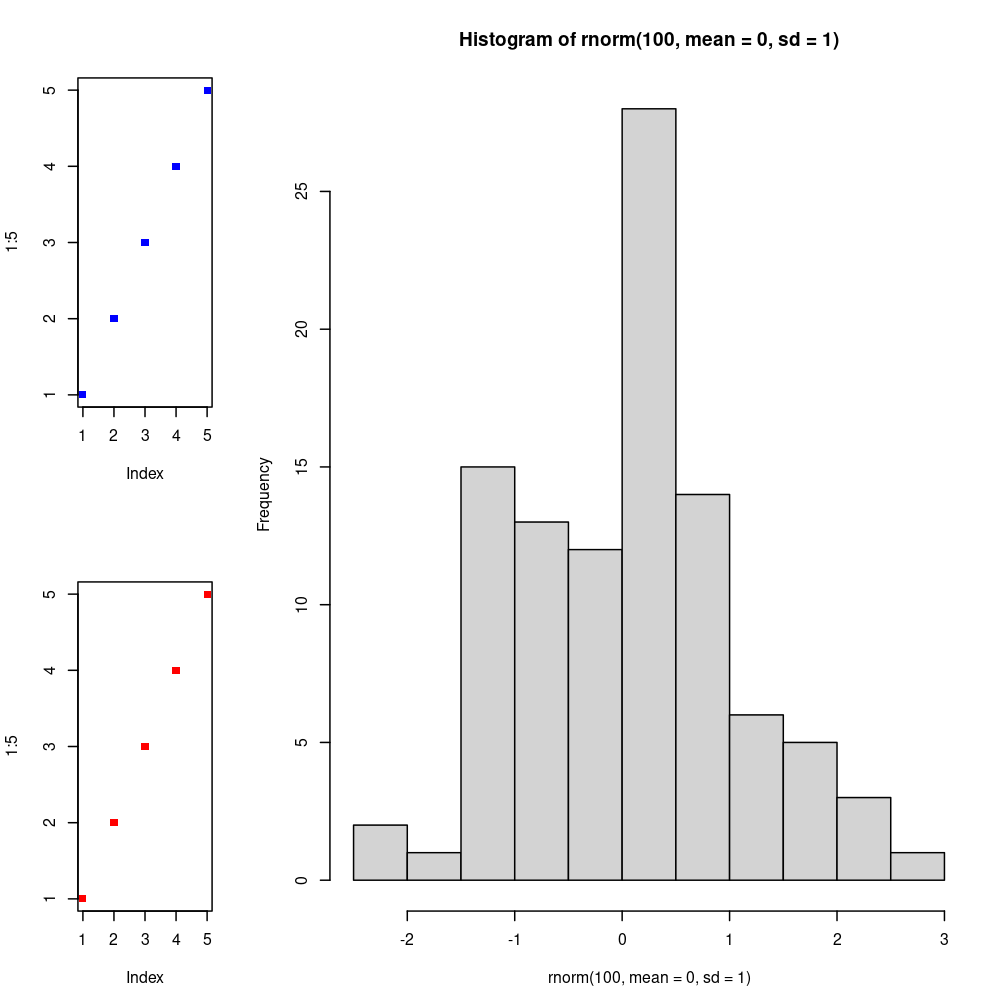 Histogram of rnorm(100, mean = 0, sd = 1)
5
4
3
2
1
1:5
1 2 3 4 5
Index
5
4
3
2
1
1:5
1 2 3 4 5
Index
25
20
15
10
5
0
Frequency
-2 -1 0 1 2 3
rnorm(100, mean = 0, sd = 1)